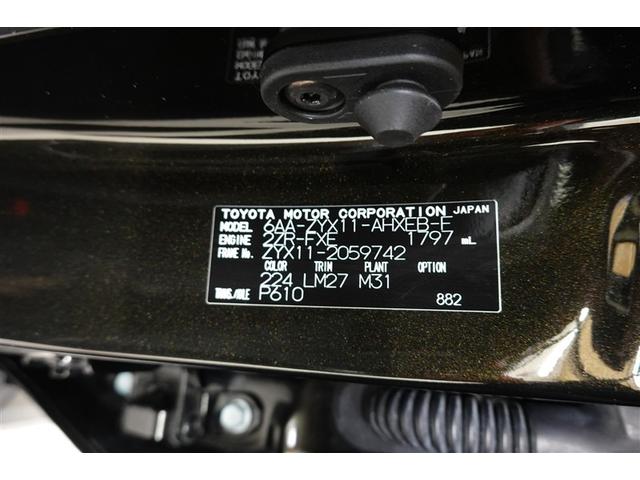 TOYOTA MOTOR CORPORATION JAPAN
MODEL 6AA-ZYX11-AHXEB-E
ENGINE 2ZR-FXE 1797 mL
FRAME No. ZYX11-2059742
COLOR TRIM PLANT OPTION
224 LM27 M31
TRANS./AXLE P610 882